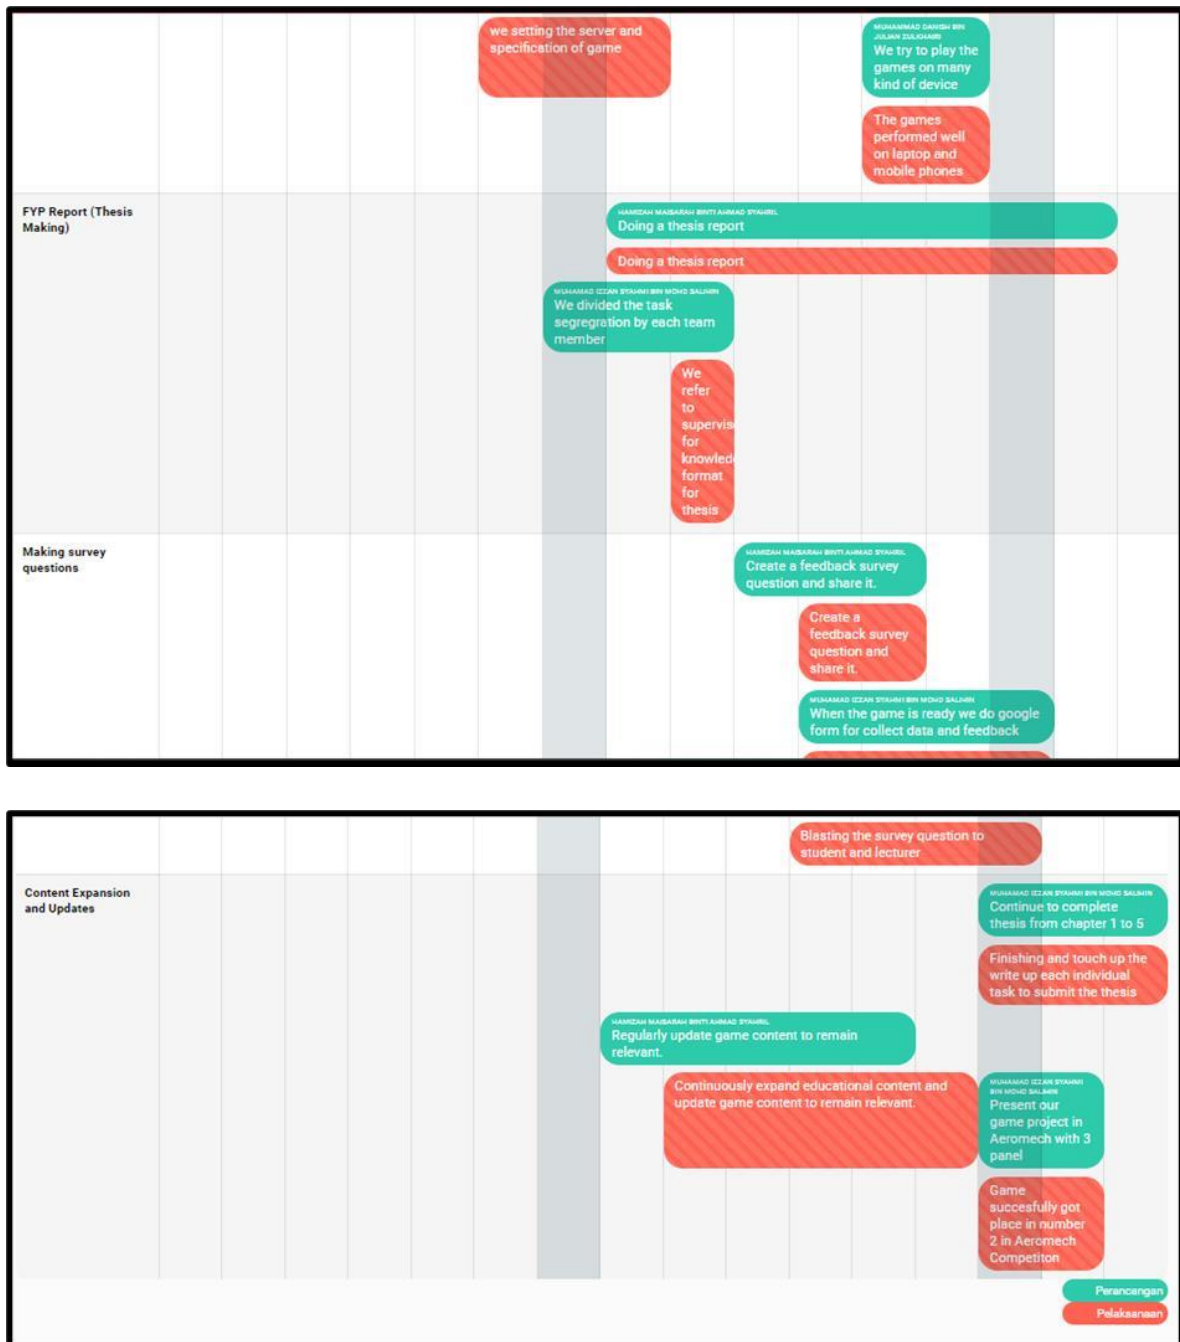 we setting the server and
specification of game
MUHAMMAD DANISH BIN
JULIAN ZULKHAIRI
We try to play the
games on many
kind of device
The games
performed well
on laptop and
mobile phones
FYP Report (Thesis
Making)
HAMIZAH MAISARAH BINTI AHMAD SYAHRIL
Doing a thesis report
Doing a thesis report
MUHAMAD IZZAN SYAHMI BIN MOHD SALIHIN
We divided the task
segregration by each team
member
We
refer
to
supervis
for
knowled
format
for
thesis
Making survey
questions
HAMIZAH MAISARAH BINTI AHMAD SYAHRIL
Create a feedback survey
question and share it.
Create a
feedback survey
question and
share it.
MUHAMAD IZZAN SYAHMI BIN MOHD SALIHIN
When the game is ready we do google
form for collect data and feedback
Blasting the survey question to
student and lecturer
Content Expansion
and Updates
MUHAMAD IZZAN SYAHMI BIN MOHD SALIHIN
Continue to complete
thesis from chapter 1 to 5
Finishing and touch up the
write up each individual
task to submit the thesis
HAMIZAH MAISARAH BINTI AHMAD SYAHRIL
Regularly update game content to remain
relevant.
Continuously expand educational content and
update game content to remain relevant.
MUHAMAD IZZAN SYAHMI
BIN MOHD SALIHIN
Present our
game project in
Aeromech with 3
panel
Game
succesfully got
place in number
2 in Aeromech
Competiton
Perancangan
Pelaksanaan